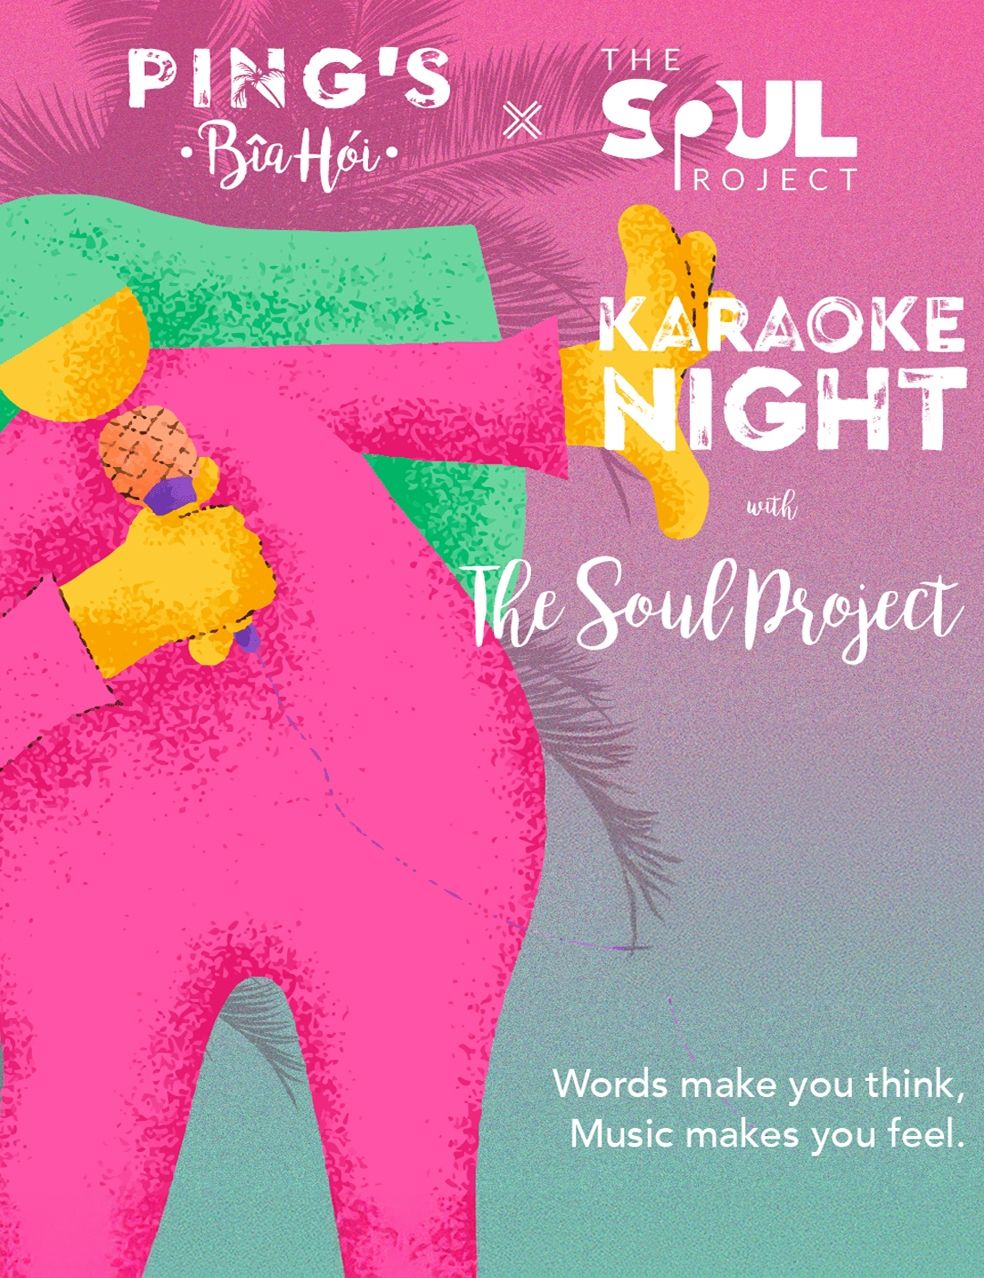 PING'S
•Bîa Hói•
×
THE
SOUL
PROJECT
KARAOKE
NIGHT
with
The Soul Project
Words make you think,
Music makes you feel.